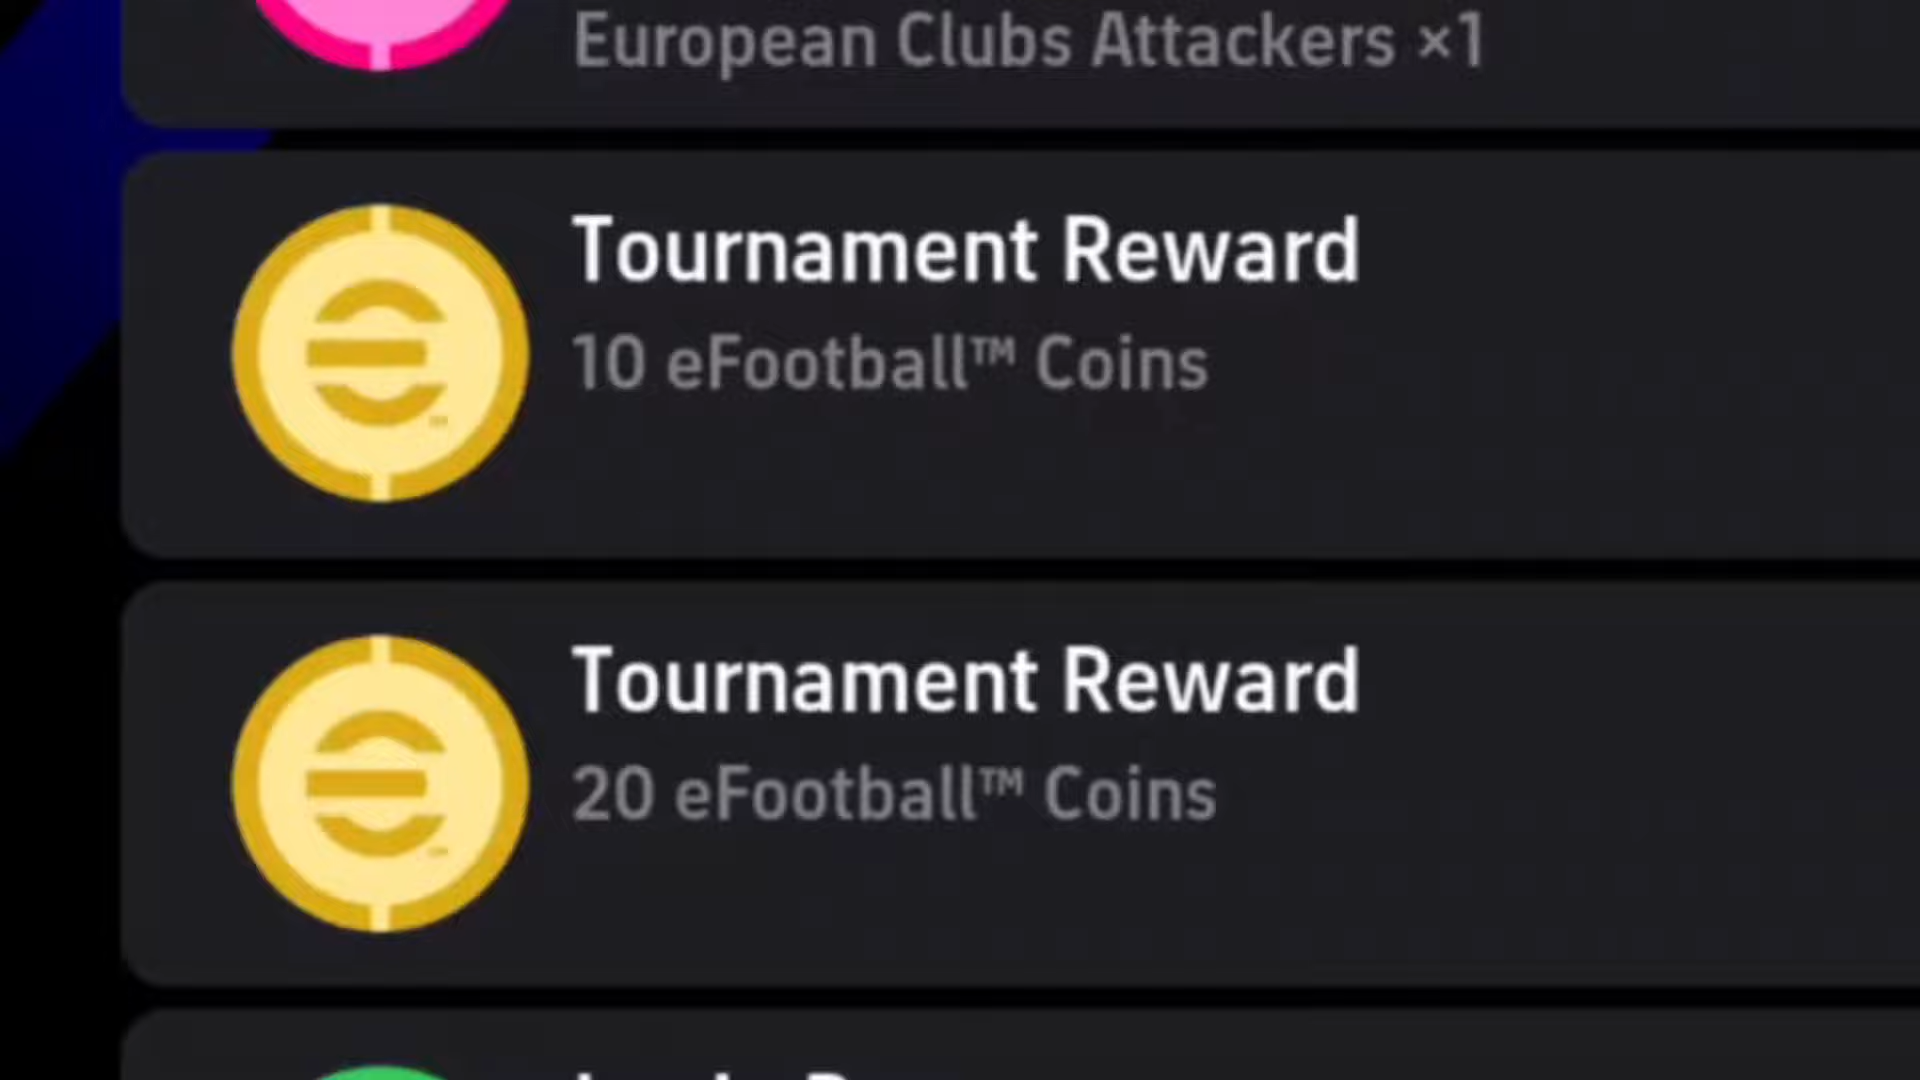 European Clubs Attackers ×1
Tournament Reward
10 eFootball™ Coins
Tournament Reward
20 eFootball™ Coins